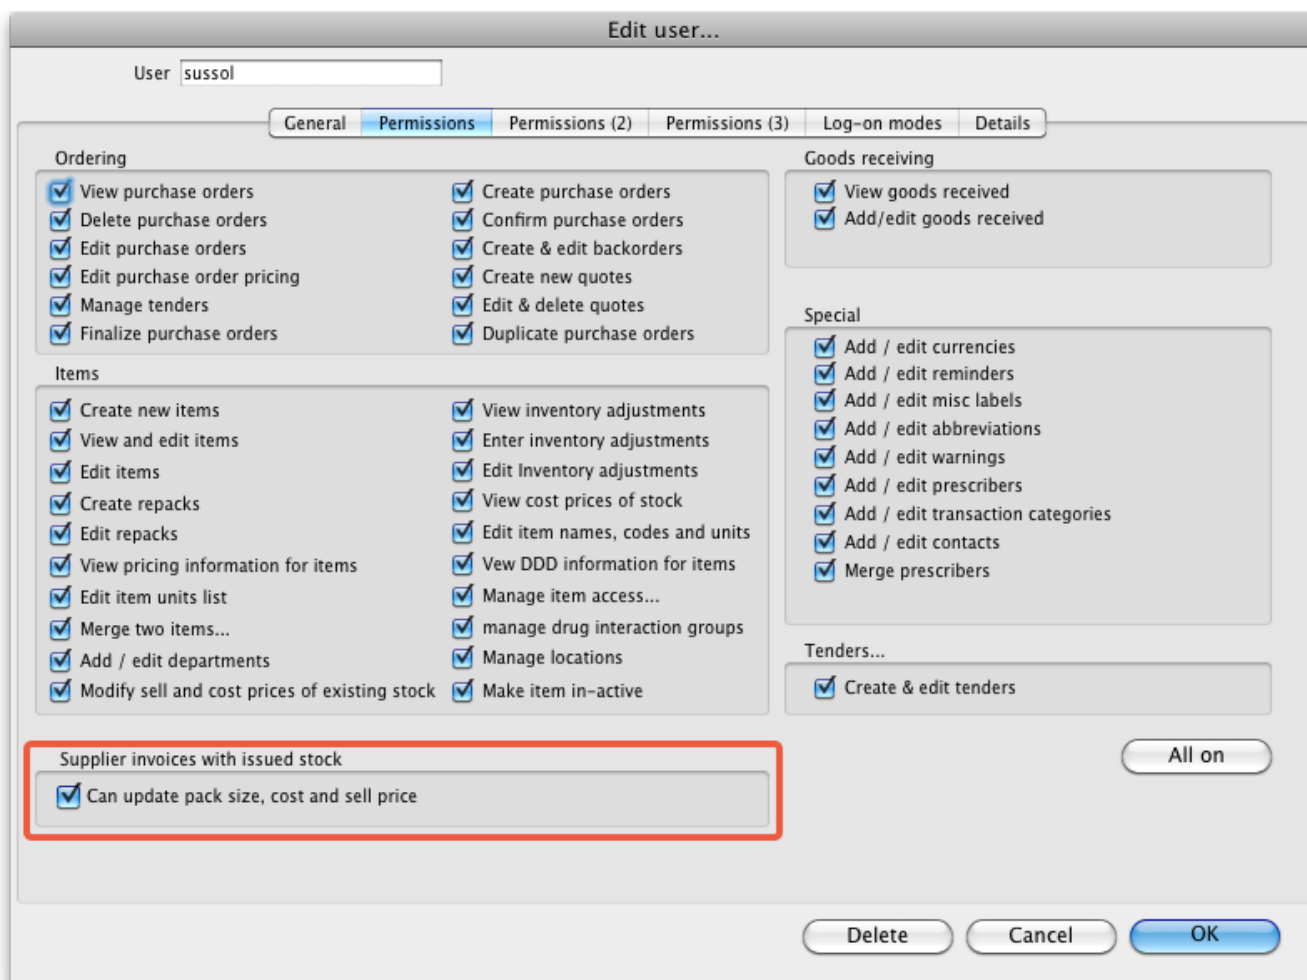 Edit user...
User sussol
General Permissions Permissions (2) Permissions (3) Log-on modes Details
Ordering
View purchase orders
Delete purchase orders
Edit purchase orders
Edit purchase order pricing
Manage tenders
Finalize purchase orders
Create purchase orders
Confirm purchase orders
Create & edit backorders
Create new quotes
Edit & delete quotes
Duplicate purchase orders
Items
Create new items
View and edit items
Edit items
Create repacks
Edit repacks
View pricing information for items
Edit item units list
Merge two items...
Add / edit departments
Modify sell and cost prices of existing stock
View inventory adjustments
Enter inventory adjustments
Edit Inventory adjustments
View cost prices of stock
Edit item names, codes and units
Vew DDD information for items
Manage item access...
manage drug interaction groups
Manage locations
Make item in-active
Supplier invoices with issued stock
Can update pack size, cost and sell price
Goods receiving
View goods received
Add/edit goods received
Special
Add / edit currencies
Add / edit reminders
Add / edit misc labels
Add / edit abbreviations
Add / edit warnings
Add / edit prescribers
Add / edit transaction categories
Add / edit contacts
Merge prescribers
Tenders...
Create & edit tenders
All on
Delete Cancel OK